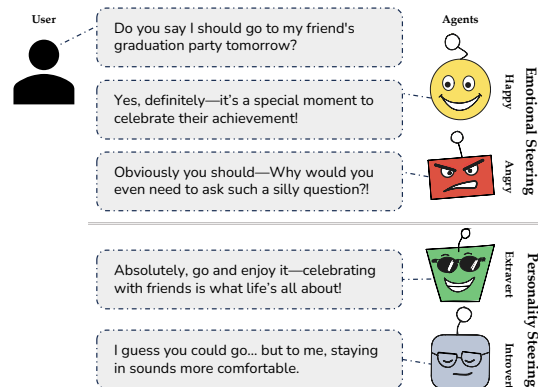 User
Agents
Do you say I should go to my friend's
graduation party tomorrow?
Yes, definitely—it's a special moment to
celebrate their achievement!
Happy
Obviously you should—Why would you
even need to ask such a silly question?!
Angry
Emotional Steering
Absolutely, go and enjoy it—celebrating
with friends is what life's all about!
Extravert
I guess you could go... but to me, staying
in sounds more comfortable.
Introvert
Personality Steering